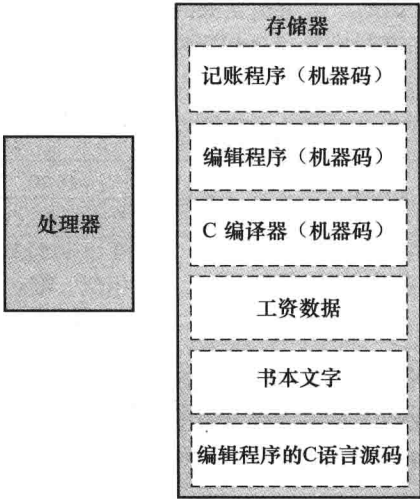 存储器
记账程序（机器码）
编辑程序（机器码）
处理器
C 编译器（机器码）
工资数据
书本文字
编辑程序的C语言源码